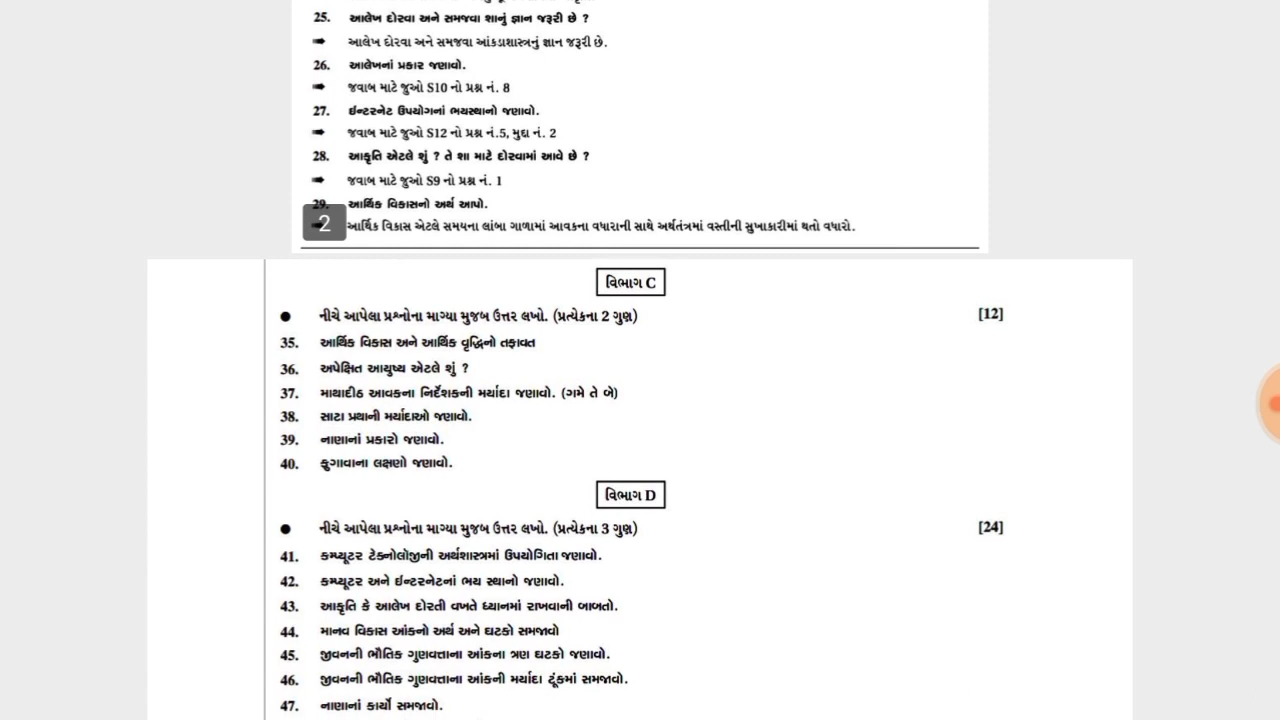 25. આલેખ દોરવા અને સમજવા શાનું જ્ઞાન જરૂરી છે ?
➠ આલેખ દોરવા અને સમજવા આંકડાશાસ્ત્રનું જ્ઞાન જરૂરી છે.
26. આલેખનાં પ્રકાર જણાવો.
➠ જવાબ માટે જુઓ S10 નો પ્રશ્ન નં. 8
27. ઈન્ટરનેટ ઉપયોગનાં ભયસ્થાનો જણાવો.
➠ જવાબ માટે જુઓ S12 નો પ્રશ્ન નં.5, મુદ્દા નં. 2
28. આકૃતિ એટલે શું ? તે શા માટે દોરવામાં આવે છે ?
➠ જવાબ માટે જુઓ S9 નો પ્રશ્ન નં. 1
29. આર્થિક વિકાસનો અર્થ આપો.
2
આર્થિક વિકાસ એટલે સમયના લાંબા ગાળામાં આવકના વધારાની સાથે અર્થતંત્રમાં વસ્તીની સુખાકારીમાં થતો વધારો.
વિભાગ C
● નીચે આપેલા પ્રશ્નોના માગ્યા મુજબ ઉત્તર લખો. (પ્રત્યેકના 2 ગુણ) [12]
35. આર્થિક વિકાસ અને આર્થિક વૃદ્ધિનો તફાવત
36. અપેક્ષિત આયુષ્ય એટલે શું ?
37. માથાદીઠ આવકના નિર્દેશકની મર્યાદા જણાવો. (ગમે તે બે)
38. સાટા પ્રથાની મર્યાદાઓ જણાવો.
39. નાણાનાં પ્રકારો જણાવો.
40. ફુગાવાના લક્ષણો જણાવો.
વિભાગ D
● નીચે આપેલા પ્રશ્નોના માગ્યા મુજબ ઉત્તર લખો. (પ્રત્યેકના 3 ગુણ) [24]
41. કમ્પ્યૂટર ટેક્નોલોજીની અર્થશાસ્ત્રમાં ઉપયોગિતા જણાવો.
42. કમ્પ્યૂટર અને ઈન્ટરનેટનાં ભય સ્થાનો જણાવો.
43. આકૃતિ કે આલેખ દોરતી વખતે ધ્યાનમાં રાખવાની બાબતો.
44. માનવ વિકાસ આંકનો અર્થ અને ઘટકો સમજાવો
45. જીવનની ભૌતિક ગુણવત્તાના આંકના ત્રણ ઘટકો જણાવો.
46. જીવનની ભૌતિક ગુણવત્તાના આંકની મર્યાદા ટૂંકમાં સમજાવો.
47. નાણાનાં કાર્યો સમજાવો.